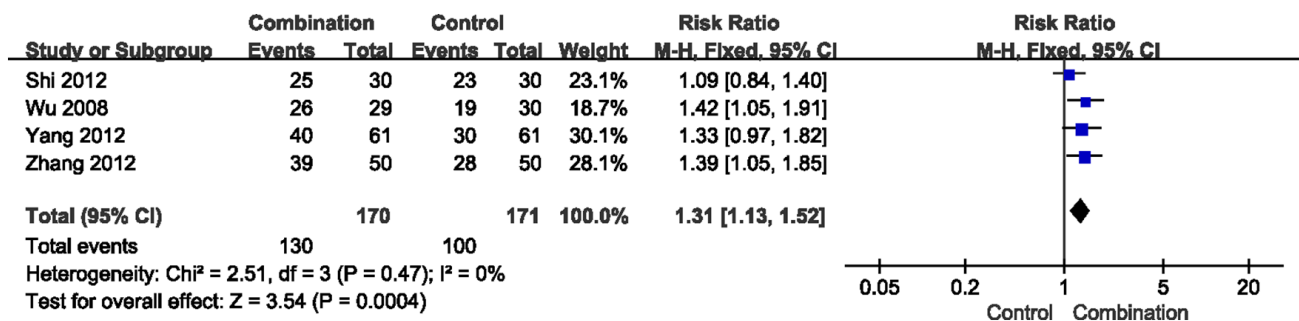 Combination Control Risk Ratio Risk Ratio
Study or Subgroup Events Total Events Total Weight M-H, Fixed, 95% CI M-H, Fixed, 95% CI
Shi 2012 25 30 23 30 23.1% 1.09 [0.84, 1.40]
Wu 2008 26 29 19 30 18.7% 1.42 [1.05, 1.91]
Yang 2012 40 61 30 61 30.1% 1.33 [0.97, 1.82]
Zhang 2012 39 50 28 50 28.1% 1.39 [1.05, 1.85]
Total (95% CI) 170 171 100.0% 1.31 [1.13, 1.52]
Total events 130 100
Heterogeneity: Chi² = 2.51, df = 3 (P = 0.47); I² = 0%
Test for overall effect: Z = 3.54 (P = 0.0004)
0.05 0.2 1 5 20
Control Combination